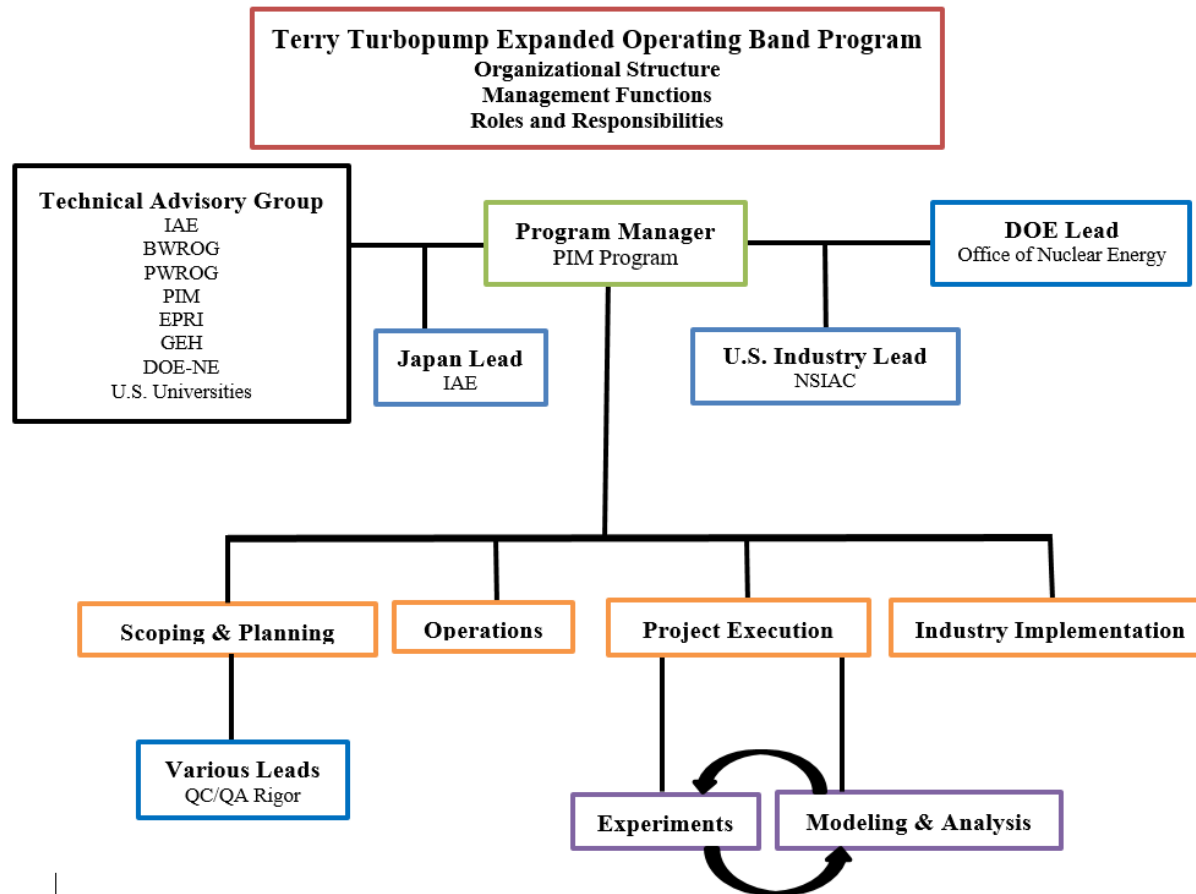 Terry Turbopump Expanded Operating Band Program
Organizational Structure
Management Functions
Roles and Responsibilities
Technical Advisory Group
IAE
BWROG
PWROG
PIM
EPRI
GEH
DOE-NE
U.S. Universities
Program Manager
PIM Program
DOE Lead
Office of Nuclear Energy
Japan Lead
IAE
U.S. Industry Lead
NSIAC
Scoping & Planning
Operations
Project Execution
Industry Implementation
Various Leads
QC/QA Rigor
Experiments
Modeling & Analysis